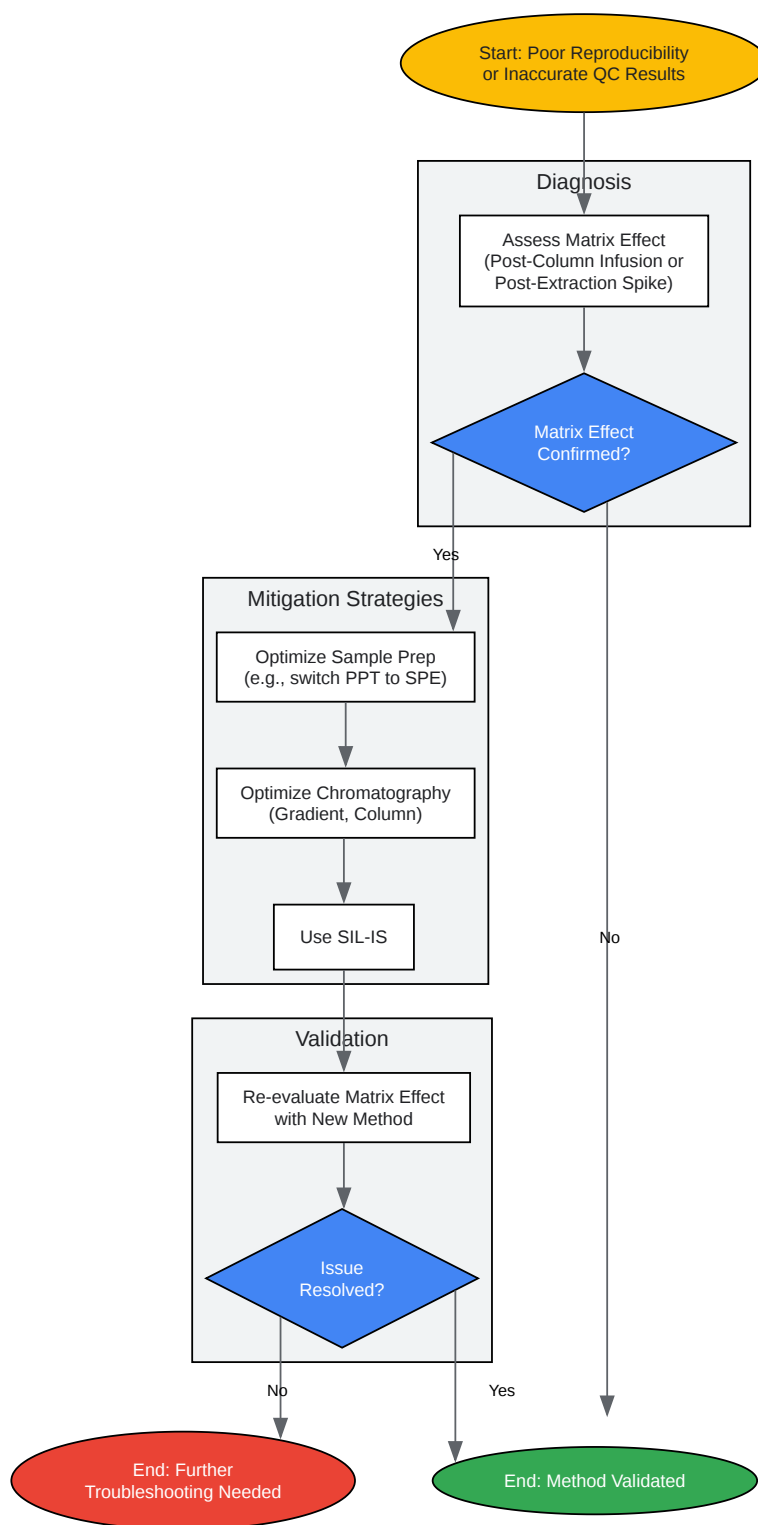 Start: Poor Reproducibility
or Inaccurate QC Results
Diagnosis
Assess Matrix Effect
(Post-Column Infusion or
Post-Extraction Spike)
Matrix Effect
Confirmed?
Yes
Mitigation Strategies
Optimize Sample Prep
(e.g., switch PPT to SPE)
Optimize Chromatography
(Gradient, Column)
Use SIL-IS
No
Validation
Re-evaluate Matrix Effect
with New Method
Issue
Resolved?
No
Yes
End: Further
Troubleshooting Needed
End: Method Validated